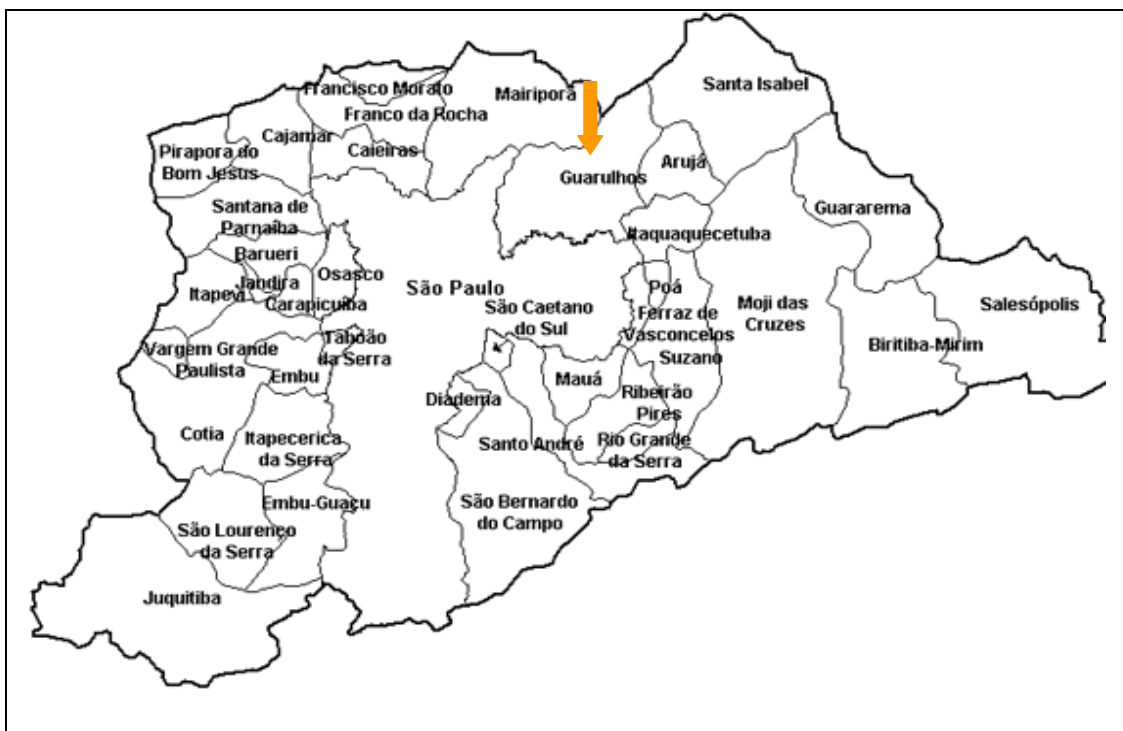 Santa Isabel
Francisco Morato
Mairiporã
Franco da Rocha
Cajamar
Caieiras
Pirapora do
Bom Jesus
Arujá
Guarulhos
Santana de
Parnaíba
Guararema
Itaquaquecetuba
Barueri
Osasco
Jandira
Itapevi
Carapicuíba
São Paulo
Poá
São Caetano
do Sul
Ferraz de
Vasconcelos
Moji das
Cruzes
Salesópolis
Taboão
da Serra
Vargem Grande
Paulista
Suzano
Biritiba-Mirim
Embu
Mauá
Diadema
Ribeirão
Pires
Cotia
Itapecerica
da Serra
Santo André
Rio Grande
da Serra
Embu-Guaçu
São Bernardo
do Campo
São Lourenço
da Serra
Juquitiba